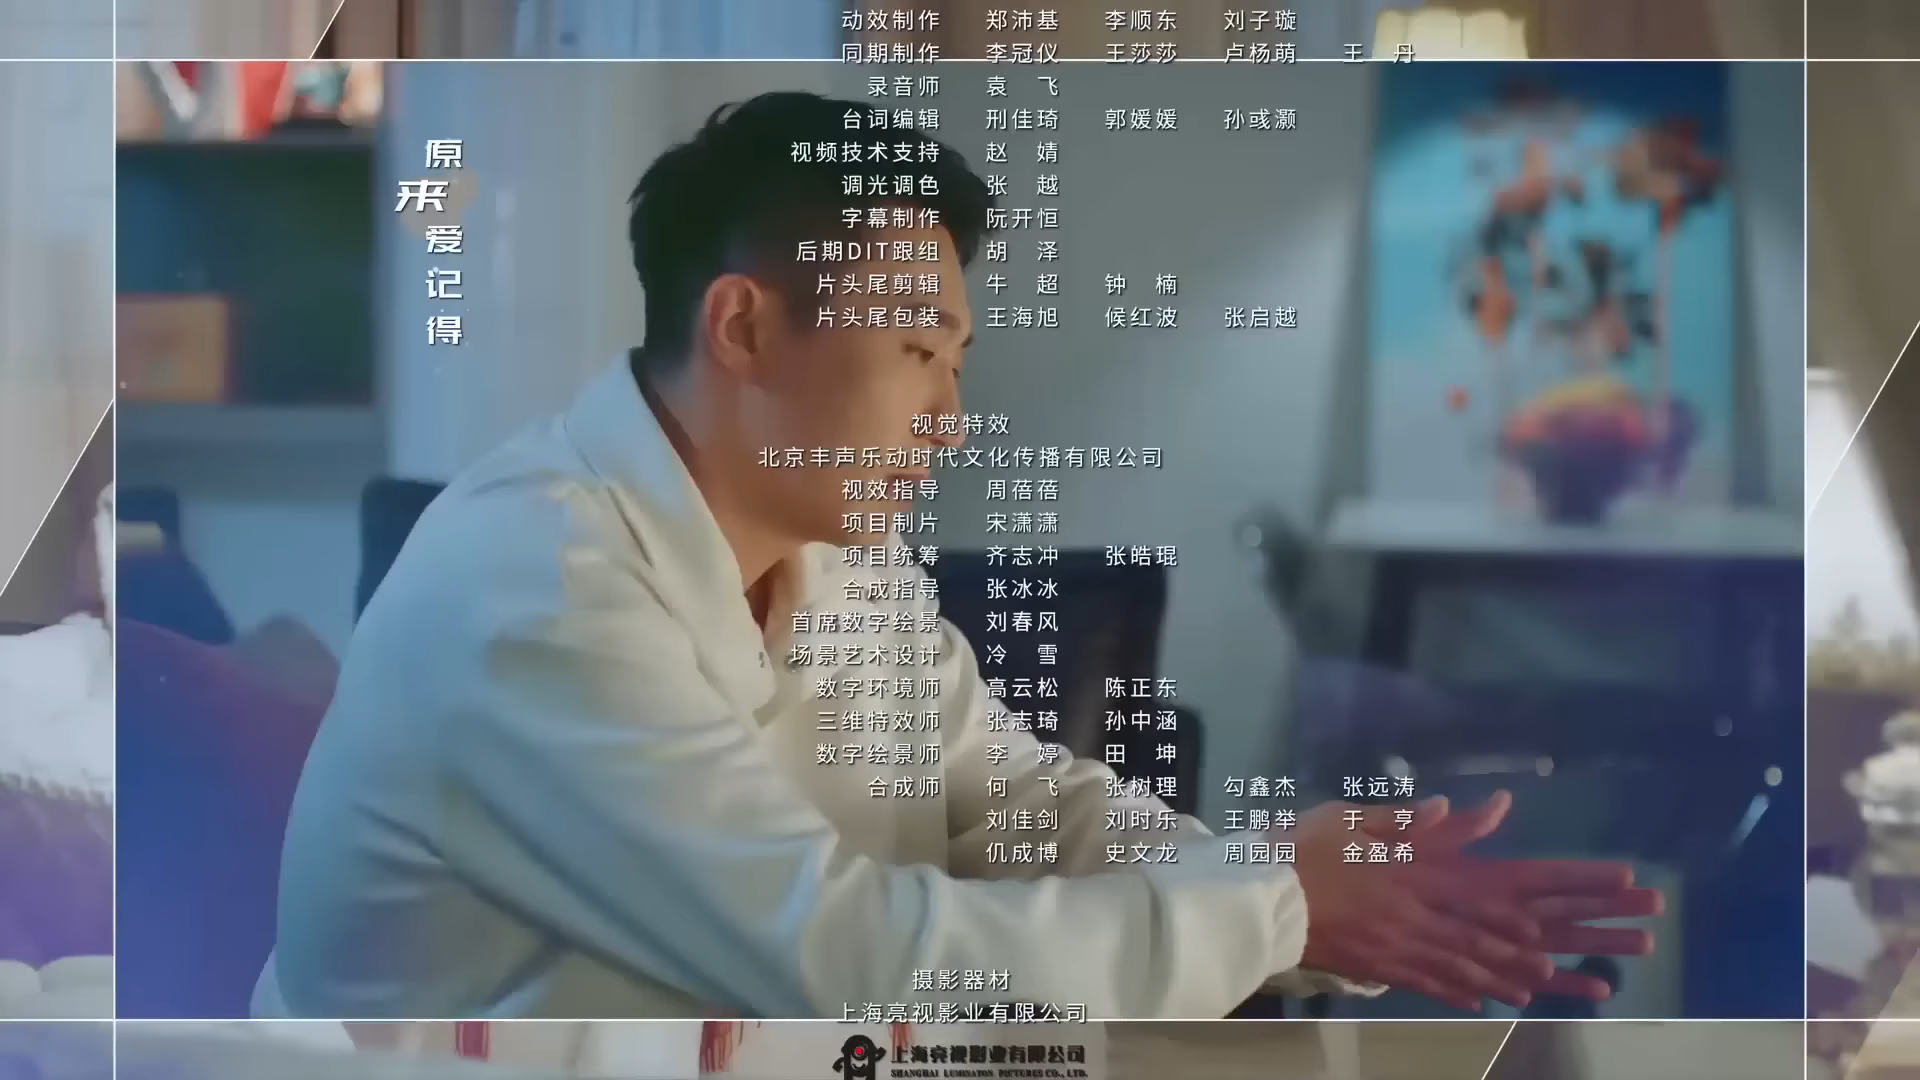 动效制作 郑沛基 李顺东 刘子璇
同期制作 李冠仪 王莎莎 卢杨萌 王 丹
录音师 袁 飞
台词编辑 刑佳琦 郭媛媛 孙彧灏
视频技术支持 赵 婧
调光调色 张 越
字幕制作 阮开恒
后期DIT跟组 胡 泽
片头尾剪辑 牛 超 钟 楠
片头尾包装 王海旭 候红波 张启越
原来爱记得
视觉特效
北京丰声乐动时代文化传播有限公司
视效指导 周蓓蓓
项目制片 宋潇潇
项目统筹 齐志冲 张皓琨
合成指导 张冰冰
首席数字绘景 刘春风
场景艺术设计 冷 雪
数字环境师 高云松 陈正东
三维特效师 张志琦 孙中涵
数字绘景师 李 婷 田 坤
合成师 何 飞 张树理 勾鑫杰 张远涛
刘佳剑 刘时乐 王鹏举 于 亨
仉成博 史文龙 周园园 金盈希
摄影器材
上海亮视影业有限公司
上海亮视影业有限公司
SHANGHAI LUMINATON PICTURES CO., LTD.